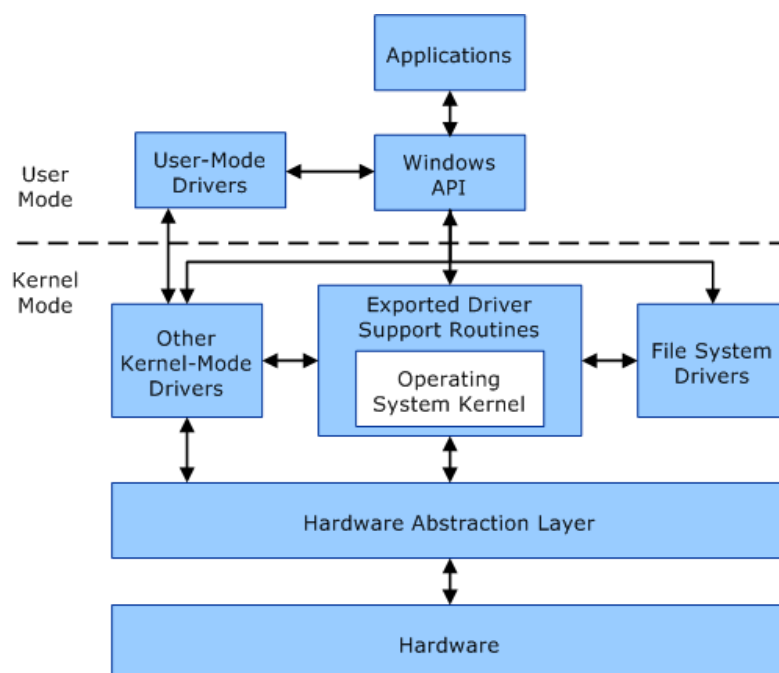 Applications
User-Mode
Drivers
Windows
API
User
Mode
Kernel
Mode
Other
Kernel-Mode
Drivers
Exported Driver
Support Routines
Operating
System Kernel
File System
Drivers
Hardware Abstraction Layer
Hardware